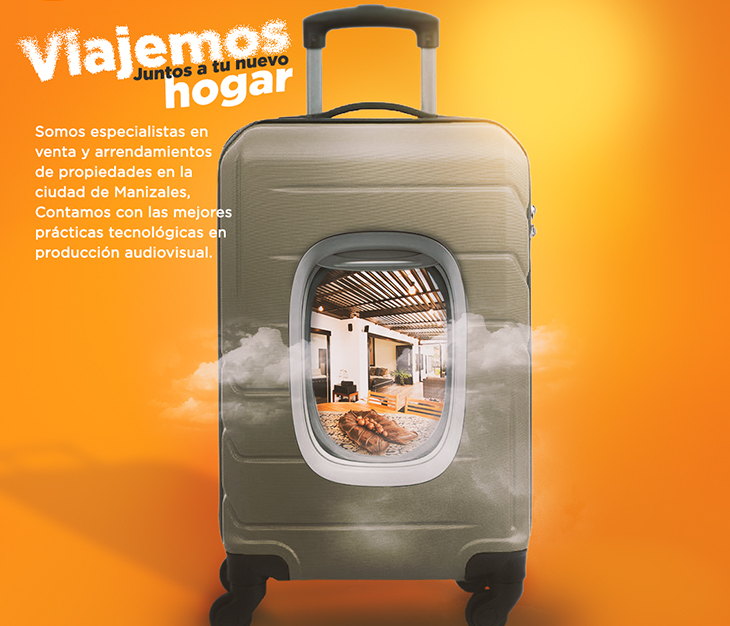 Viajemos
Juntos a tu nuevo
hogar
Somos especialistas en
venta y arrendamientos
de propiedades en la
ciudad de Manizales,
Contamos con las mejores
prácticas tecnológicas en
producción audiovisual.